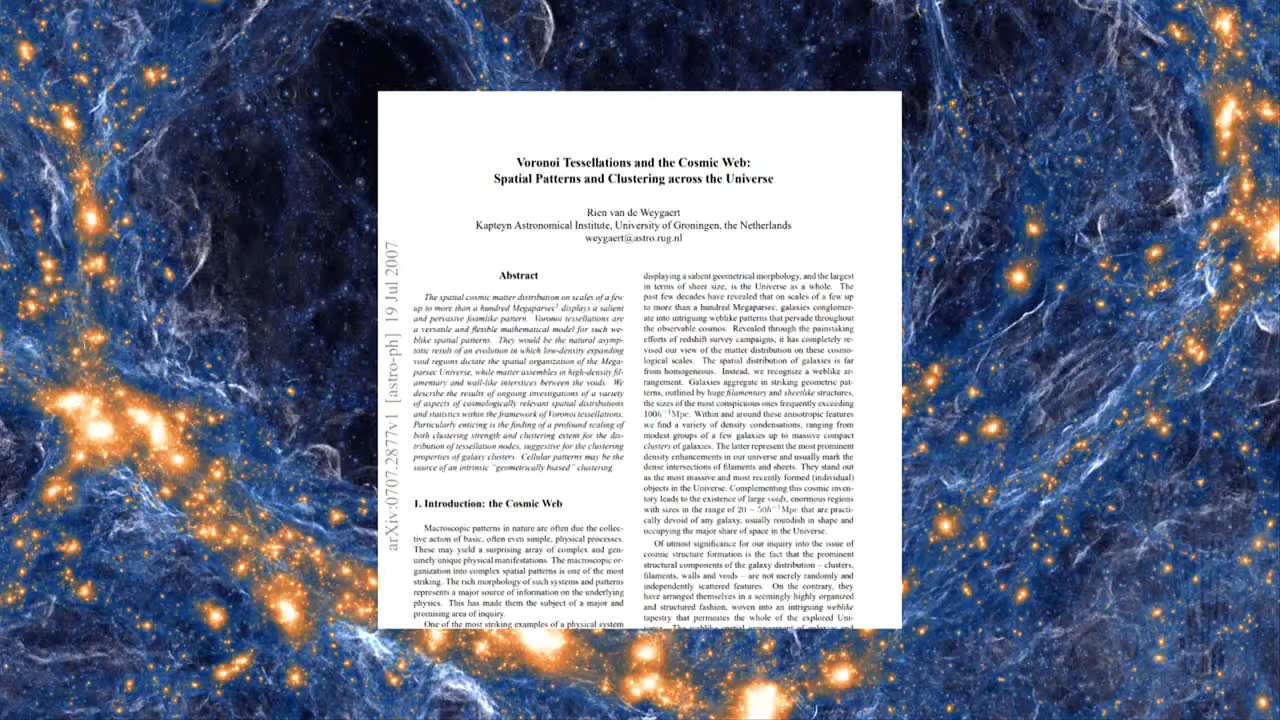 Voronoi Tessellations and the Cosmic Web:
Spatial Patterns and Clustering across the Universe
Rien van de Weygaert
Kapteyn Astronomical Institute, University of Groningen, the Netherlands
weygaert@astro.rug.nl
arXiv:0707.2877v1 [astro-ph] 19 Jul 2007
Abstract
The spatial cosmic matter distribution on scales of a few
up to more than a hundred Megaparsec¹ displays a salient
and pervasive foamlike pattern. Voronoi tessellations are
a versatile and flexible mathematical model for such we-
blike spatial patterns. They would be the natural asymp-
totic result of an evolution in which low-density expanding
void regions dictate the spatial organization of the Mega-
parsec Universe, while matter assembles in high-density fil-
amentary and wall-like interstices between the voids. We
describe the results of ongoing investigations of a variety
of aspects of cosmologically relevant spatial distributions
and statistics within the framework of Voronoi tessellations.
Particularly enticing is the finding of a profound scaling of
both clustering strength and clustering extent for the dis-
tribution of tessellation nodes, suggestive for the clustering
properties of galaxy clusters. Cellular patterns may be the
source of an intrinsic "geometrically biased" clustering.
1. Introduction: the Cosmic Web
Macroscopic patterns in nature are often due the collec-
tive action of basic, often even simple, physical processes.
These may yield a surprising array of complex and gen-
uinely unique physical manifestations. The macroscopic or-
ganization into complex spatial patterns is one of the most
striking. The rich morphology of such systems and patterns
represents a major source of information on the underlying
physics. This has made them the subject of a major and
promising area of inquiry.
One of the most striking examples of a physical system
displaying a salient geometrical morphology, and the largest
in terms of sheer size, is the Universe as a whole. The
past few decades have revealed that on scales of a few up
to more than a hundred Megaparsec, galaxies conglomer-
ate into intriguing weblike patterns that pervade throughout
the observable cosmos. Revealed through the painstaking
efforts of redshift survey campaigns, it has completely re-
vised our view of the matter distribution on these cosmo-
logical scales. The spatial distribution of galaxies is far
from homogeneous. Instead, we recognize a weblike ar-
rangement. Galaxies aggregate in striking geometric pat-
terns, outlined by huge filamentary and sheetlike structures,
the sizes of the most conspicious ones frequently exceeding
100h⁻¹Mpc. Within and around these anisotropic features
we find a variety of density condensations, ranging from
modest groups of a few galaxies up to massive compact
clusters of galaxies. The latter represent the most prominent
density enhancements in our universe and usually mark the
dense intersections of filaments and sheets. They stand out
as the most massive and most recently formed (individual)
objects in the Universe. Complementing this cosmic inven-
tory leads to the existence of large voids, enormous regions
with sizes in the range of 20 − 50h⁻¹Mpc that are practi-
cally devoid of any galaxy, usually roundish in shape and
occupying the major share of space in the Universe.
Of utmost significance for our inquiry into the issue of
cosmic structure formation is the fact that the prominent
structural components of the galaxy distribution – clusters,
filaments, walls and voids – are not merely randomly and
independently scattered features. On the contrary, they
have arranged themselves in a seemingly highly organized
and structured fashion, woven into an intriguing weblike
tapestry that permeates the whole of the explored Uni-